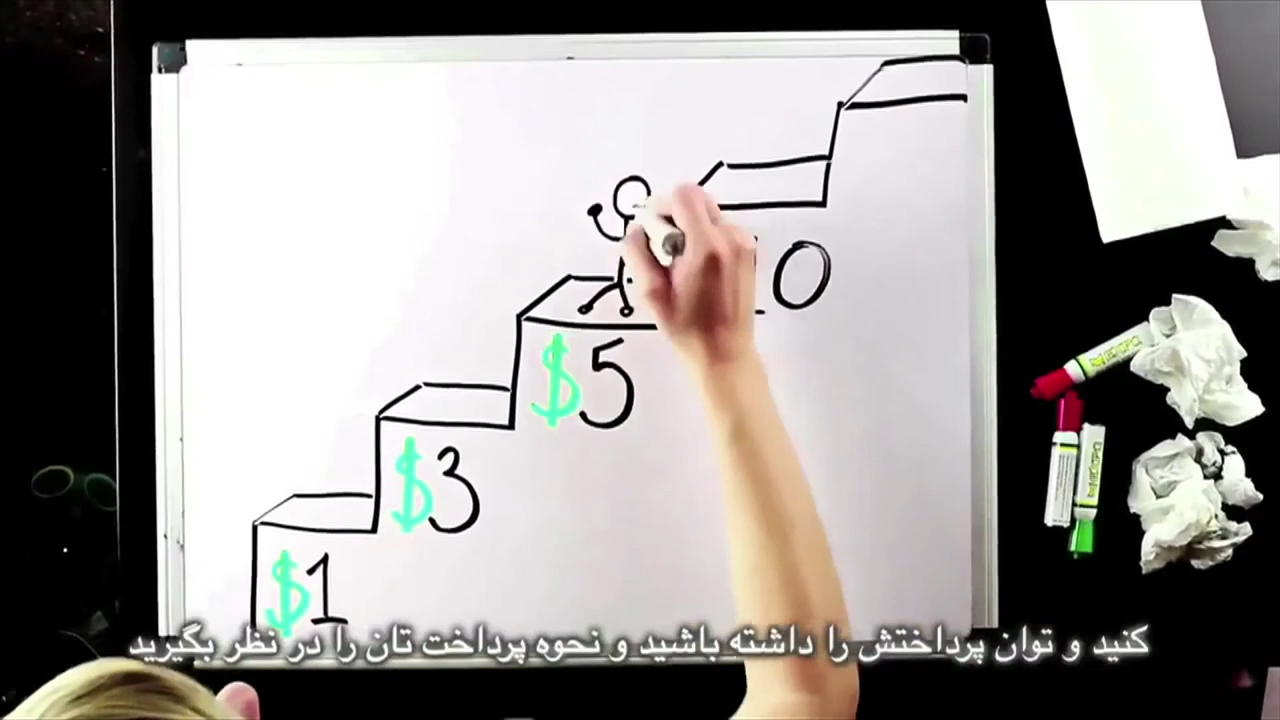 0
$5
$3
$1
کنید و توان پرداختش را داشته باشید و نحوه پرداخت تان را در نظر بگیرید